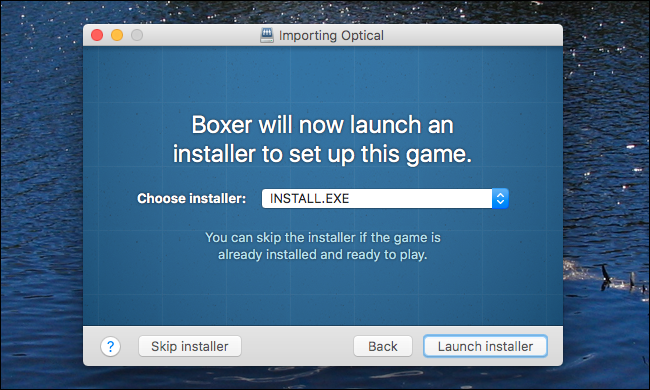 Importing Optical
Boxer will now launch an
installer to set up this game.
Choose installer: INSTALL.EXE
You can skip the installer if the game is
already installed and ready to play.
? Skip installer Back Launch installer